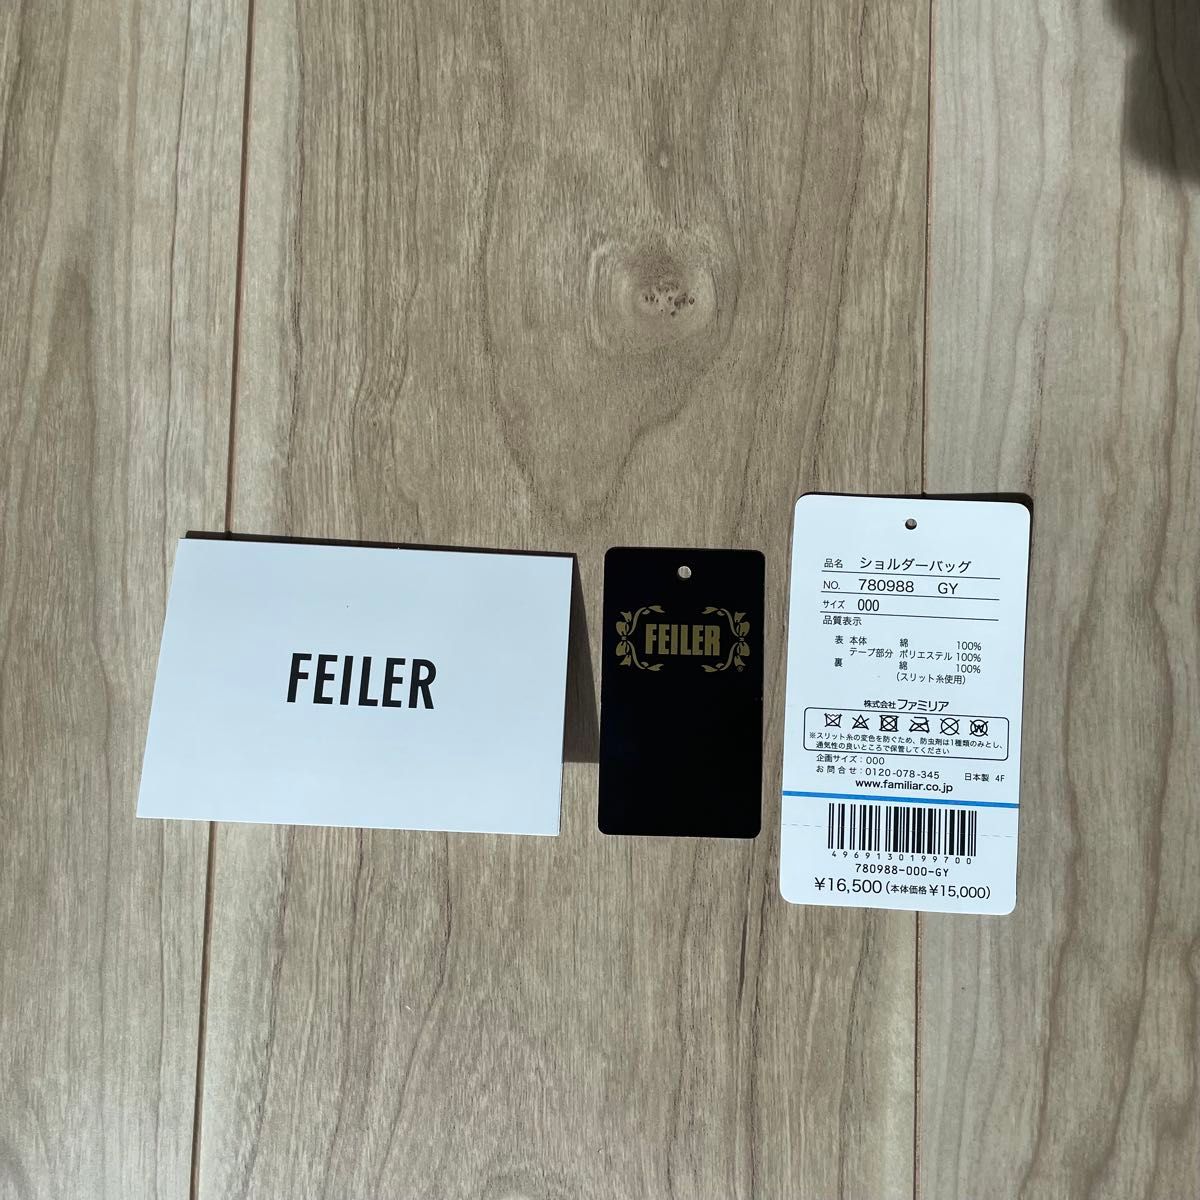 FEILER
FEILER
®
品名 ショルダーバッグ
NO. 780988 GY
サイズ 000
品質表示
表 本体 綿 100%
テープ部分 ポリエステル 100%
裏 綿 100%
(スリット糸使用)
株式会社ファミリア
※スリット糸の変色を防ぐため、防虫剤は1種類のみとし、
通気性の良いところで保管してください
企画サイズ:000
お問合せ:0120-078-345 日本製 4F
www.familiar.co.jp
4969130199700
780988-000-GY
¥16,500(本体価格¥15,000)